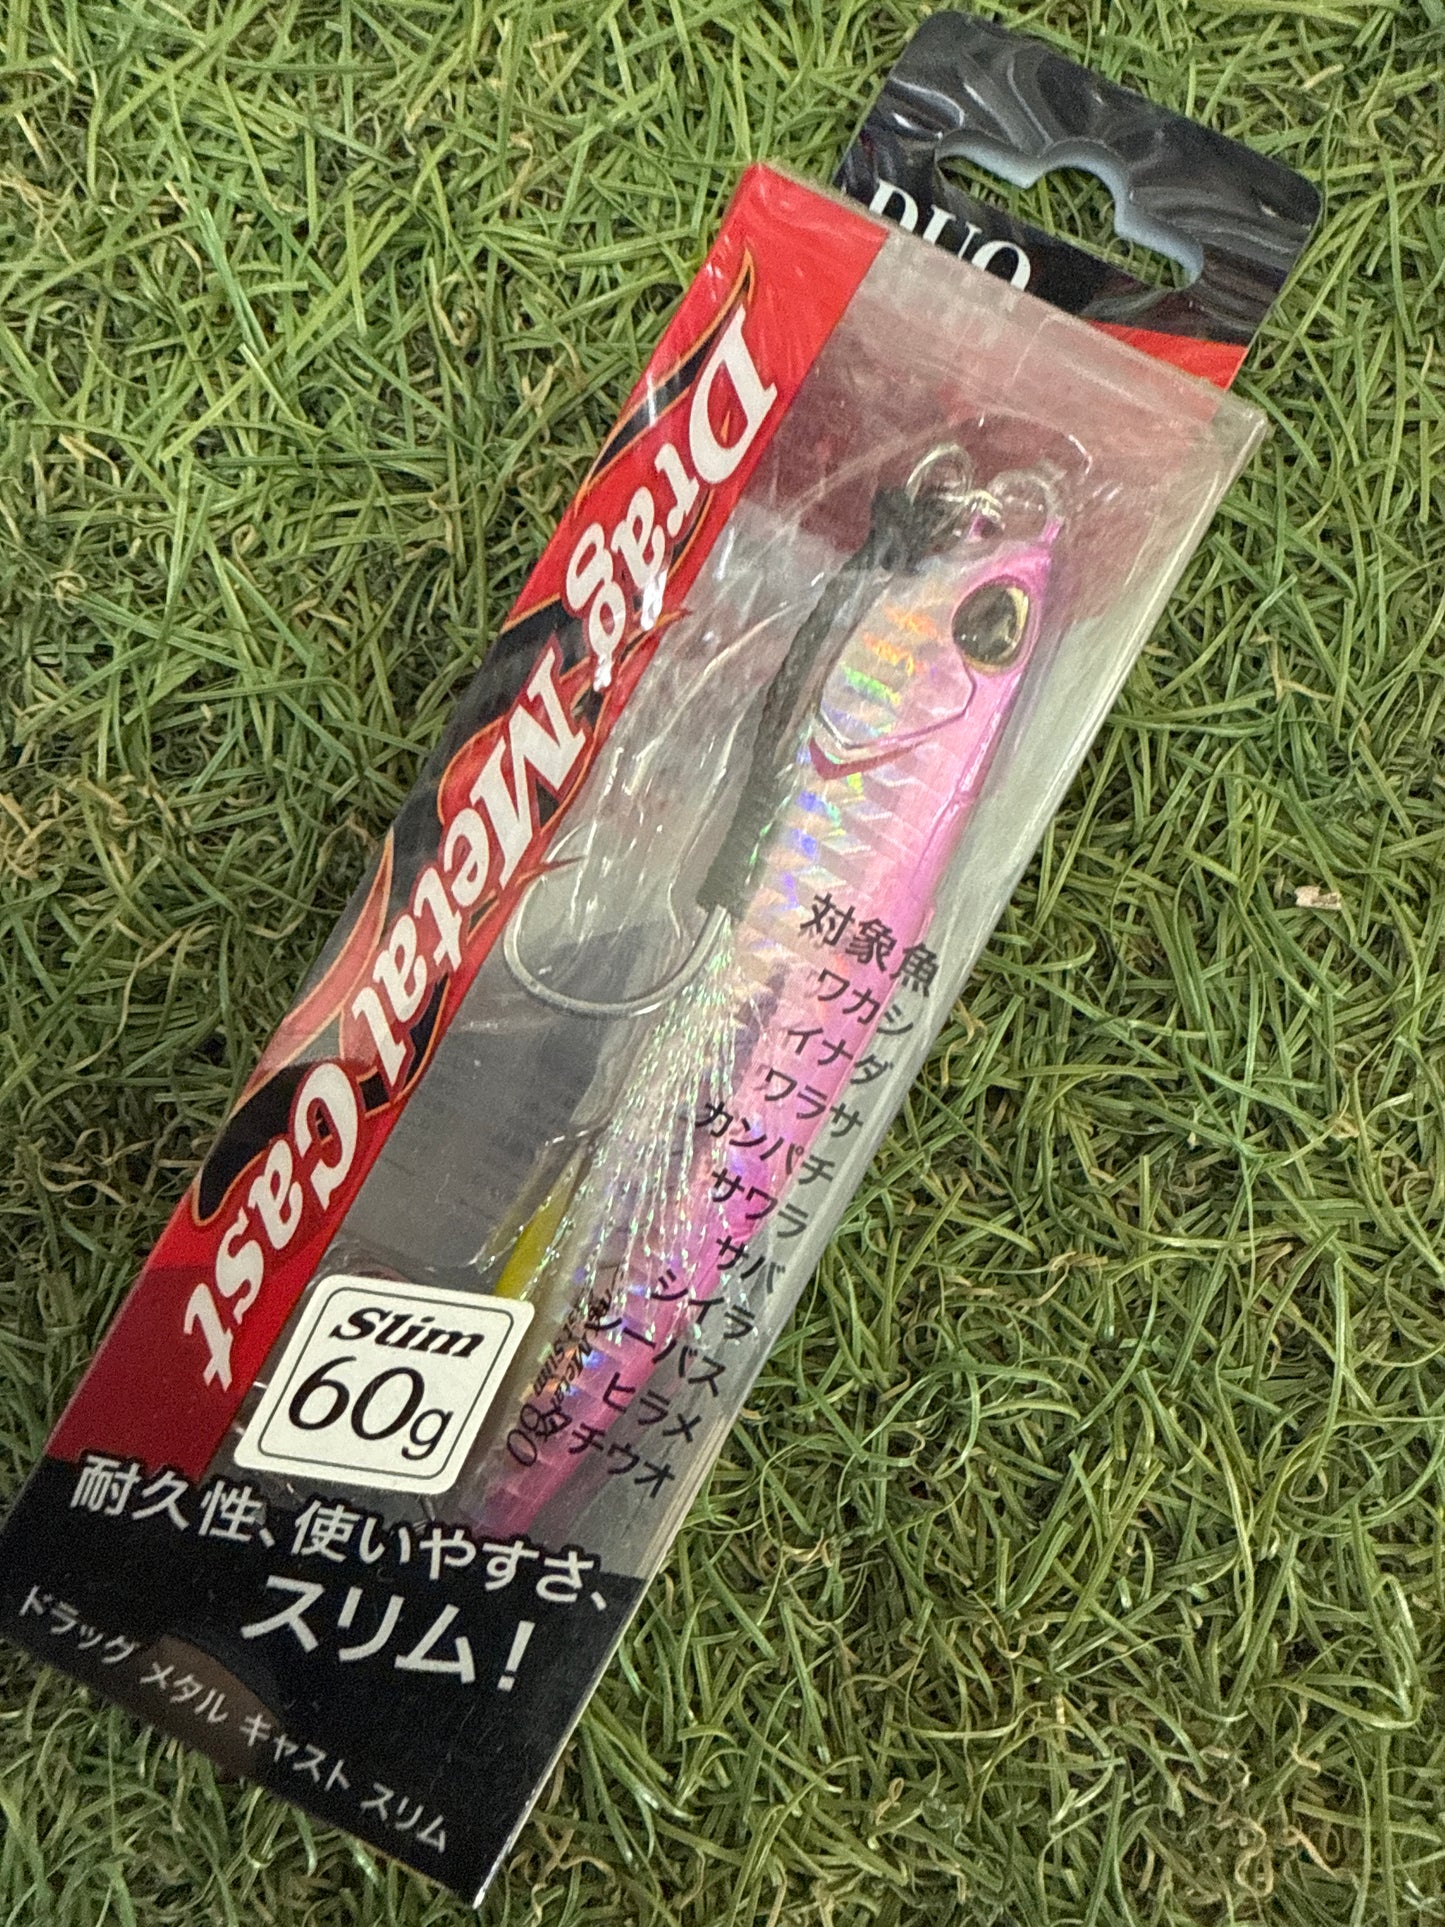 DUO
Drag Metal Cast
対象魚
ワカシ
イナダ
ワラサ
カンパチ
サワラ
サバ
シイラ
シーバス
ヒラメ
タチウオ
Slim
60g
耐久性、使いやすさ、
スリム!
ドラッグ メタル キャスト スリム